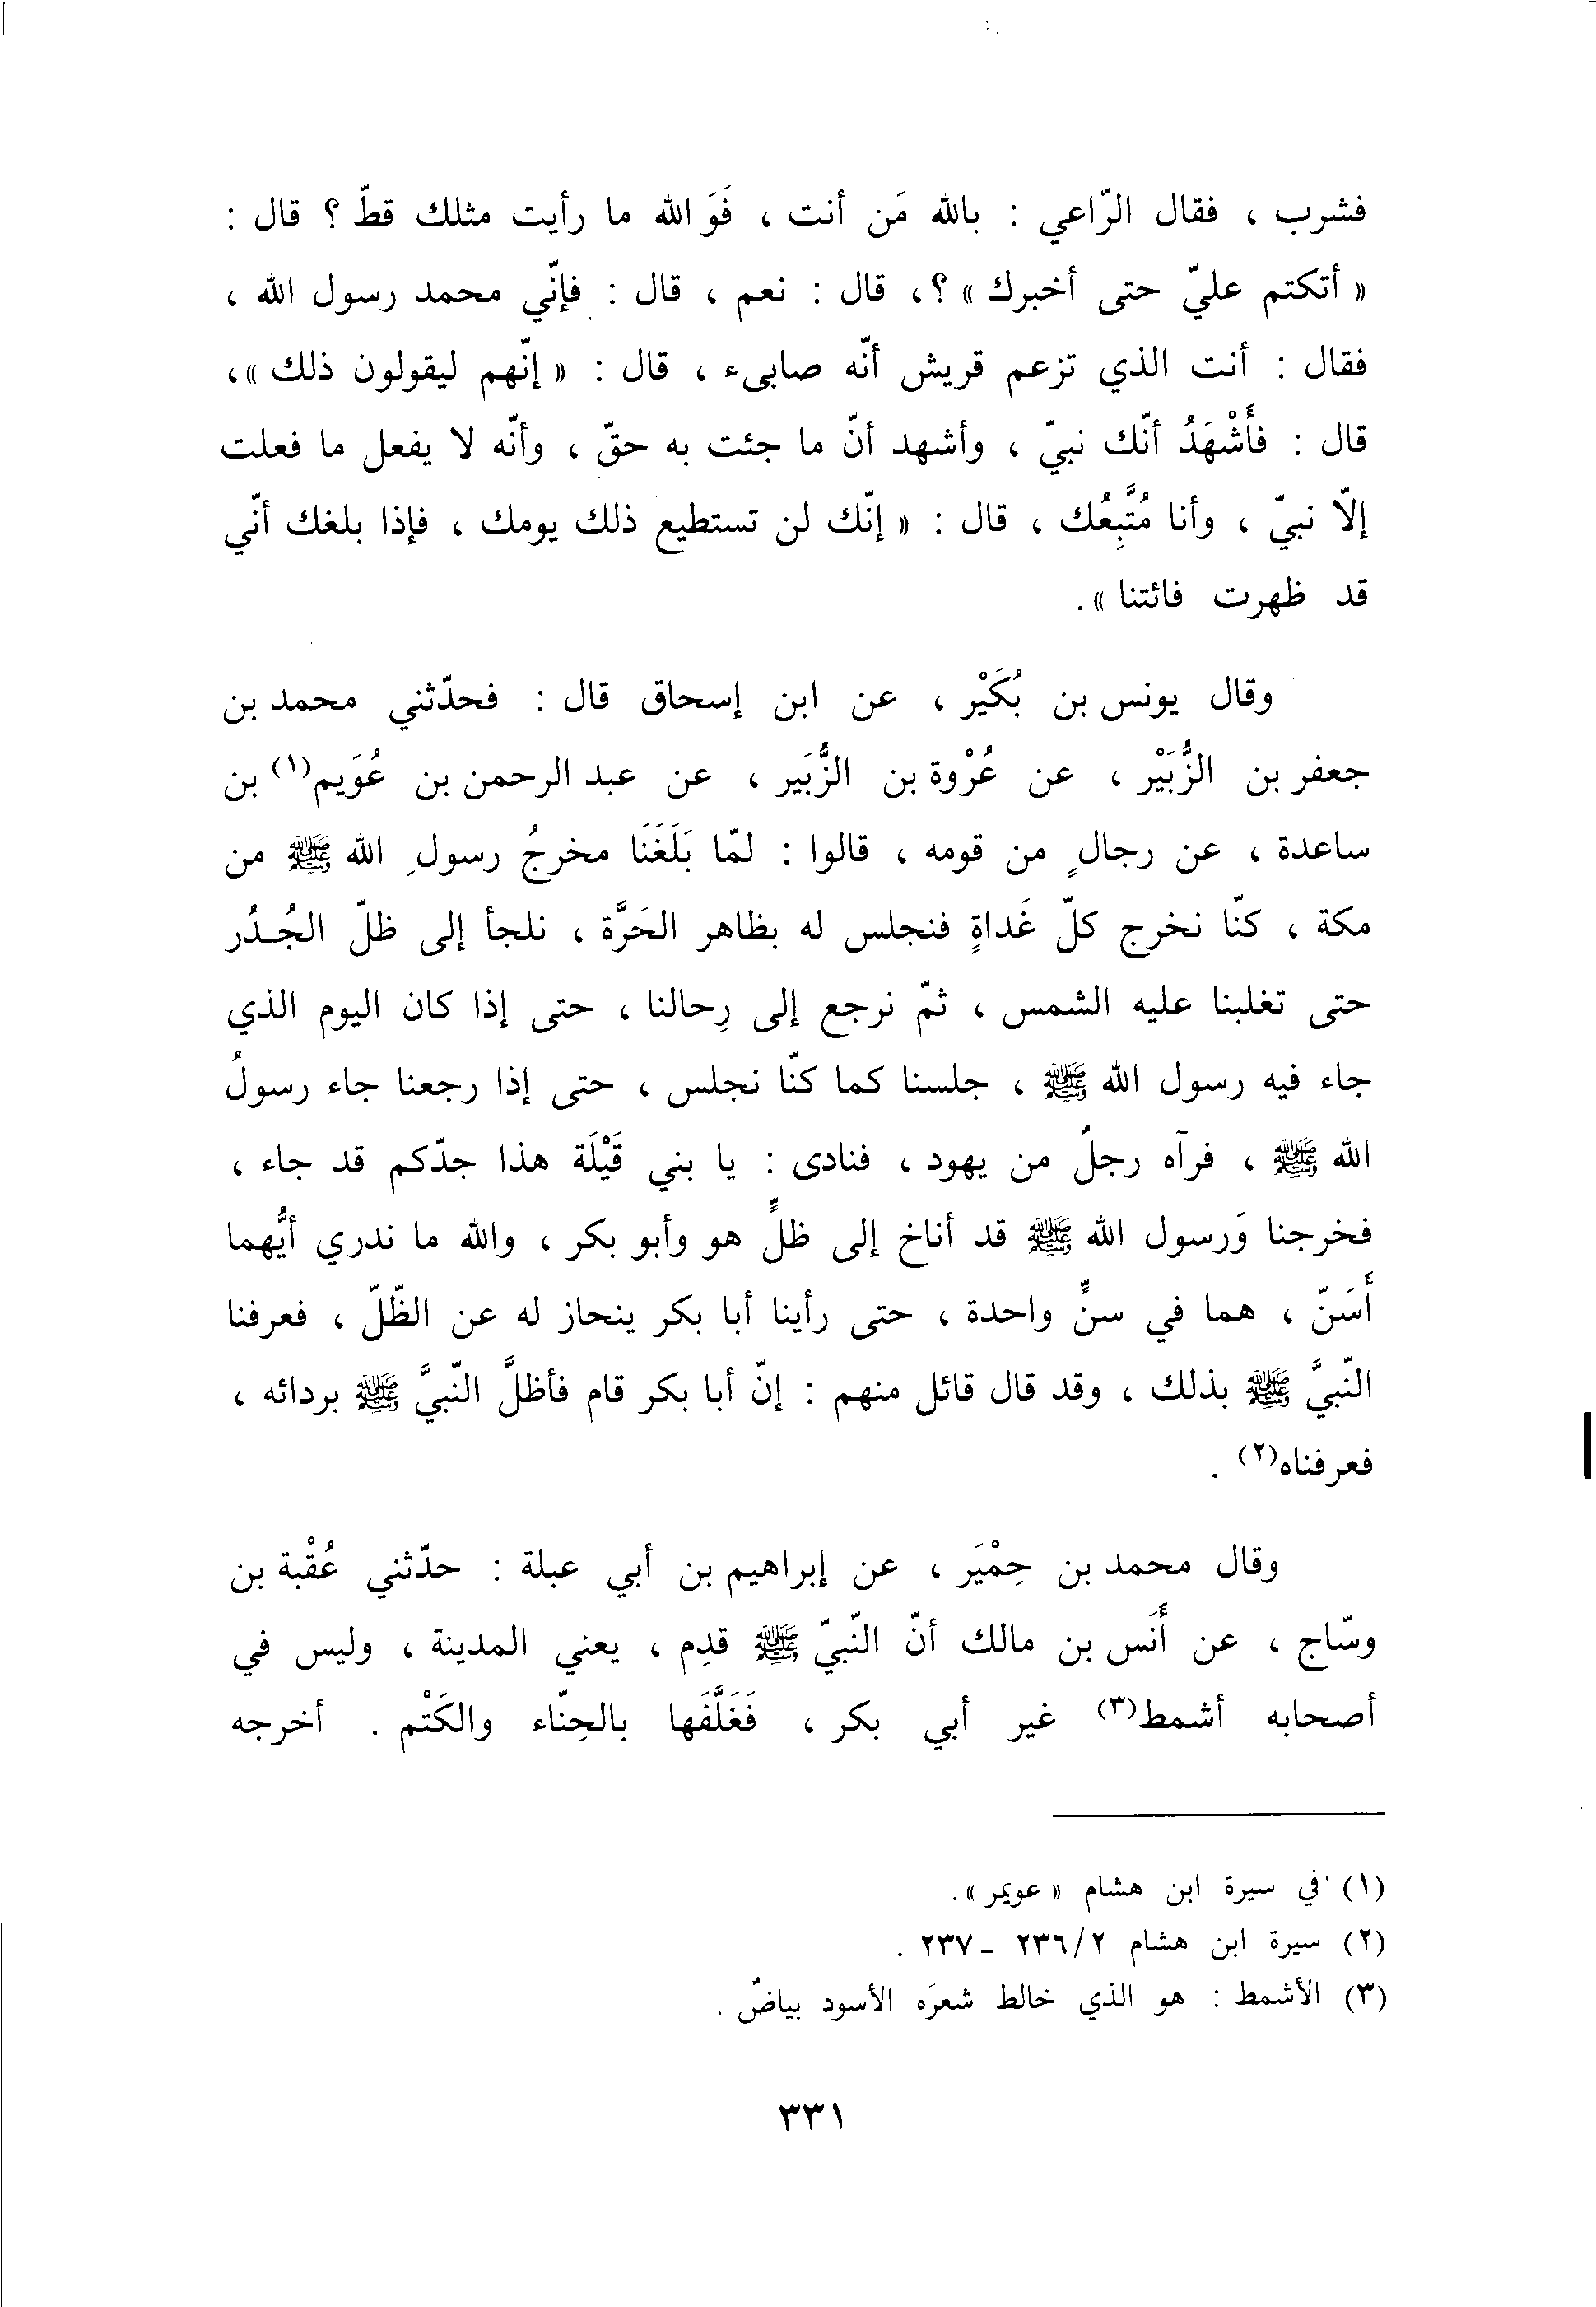 فشرب ، فقال الرّاعي : بالله مَن أنت ، فَوَ الله ما رأيت مثلك قطّ ؟ قال :
« أتكتم عليّ حتى أخبرك » ؟، قال : نعم ، قال : فإنّي محمد رسول الله ،
فقال : أنت الذي تزعم قريش أنّه صابىء ، قال : « إنّهم ليقولون ذلك »،
قال : فأَشْهَدُ أنّك نبيّ ، وأشهد أنّ ما جئت به حقّ ، وأنّه لا يفعل ما فعلت
إلّا نبيّ ، وأنا مُتَّبِعُك ، قال : « إنّك لن تستطيع ذلك يومك ، فإذا بلغك أنّي
قد ظهرت فائتنا ».
وقال يونس بن بُكَيْر ، عن ابن إسحاق قال : فحدّثني محمد بن
جعفر بن الزُّبَيْر ، عن عُرْوة بن الزُّبَير ، عن عبد الرحمن بن عُوَيم(١) بن
ساعدة ، عن رجالٍ من قومه ، قالوا : لمّا بَلَغَنَا مخرجُ رسولِ الله ﷺ من
مكة ، كنّا نخرج كلّ غَداةٍ فنجلس له بظاهر الحَرَّة ، نلجأ إلى ظلّ الجُدُر
حتى تغلبنا عليه الشمس ، ثمّ نرجع إلى رِحالنا ، حتى إذا كان اليوم الذي
جاء فيه رسول الله ﷺ ، جلسنا كما كنّا نجلس ، حتى إذا رجعنا جاء رسولُ
الله ﷺ ، فرآه رجلٌ من يهود ، فنادى : يا بني قَيْلَة هذا جدّكم قد جاء ،
فخرجنا وَرسول الله ﷺ قد أناخ إلى ظلٍّ هو وأبو بكر ، والله ما ندري أيُّهما
أَسَنّ ، هما في سنٍّ واحدة ، حتى رأينا أبا بكر ينحاز له عن الظّلّ ، فعرفنا
النّبيَّ ﷺ بذلك ، وقد قال قائل منهم : إنّ أبا بكر قام فأظلَّ النّبيَّ ﷺ بردائه ،
فعرفناه(٢) .
وقال محمد بن حِمْيَر ، عن إبراهيم بن أبي عبلة : حدّثني عُقْبة بن
وسّاج ، عن أَنَس بن مالك أنّ النّبيّ ﷺ قدِم ، يعني المدينة ، وليس في
أصحابه أشمط(٣) غير أبي بكر ، فَغَلَّفَها بالحِنّاء والكَتْم . أخرجه
(١) في سيرة ابن هشام « عويمر ».
(٢) سيرة ابن هشام ٢/ ٢٣٦ - ٢٣٧ .
(٣) الأشمط : هو الذي خالط شعرَه الأسود بياضٌ .
٣٣١